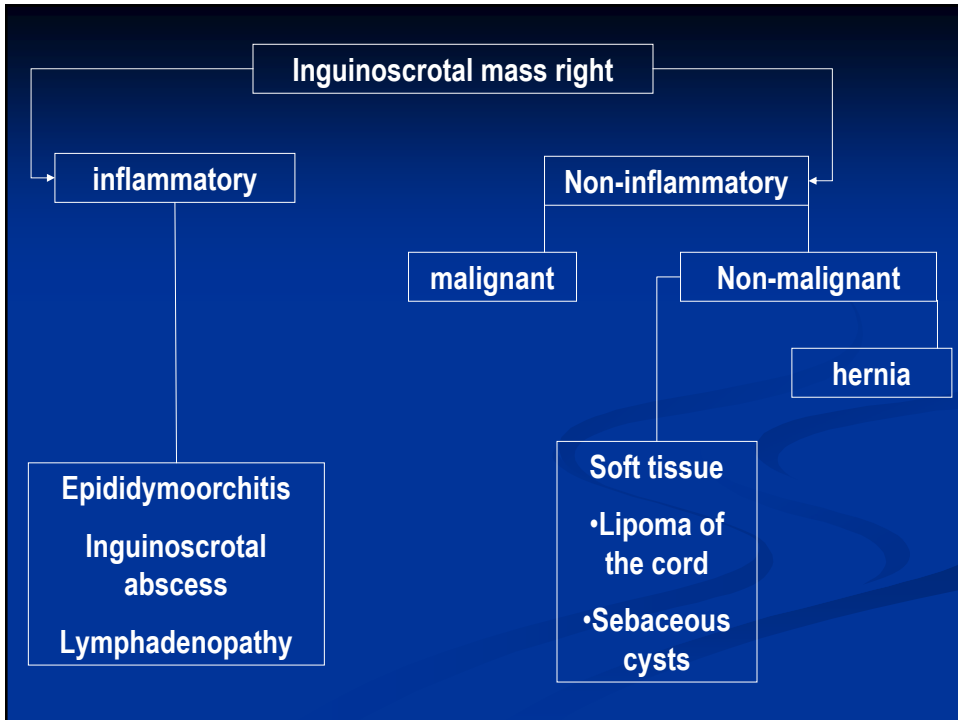 Inguinoscrotal mass right
inflammatory
Non-inflammatory
malignant
Non-malignant
hernia
Epididymoorchitis
Inguinoscrotal
abscess
Lymphadenopathy
Soft tissue
•Lipoma of
the cord
•Sebaceous
cysts